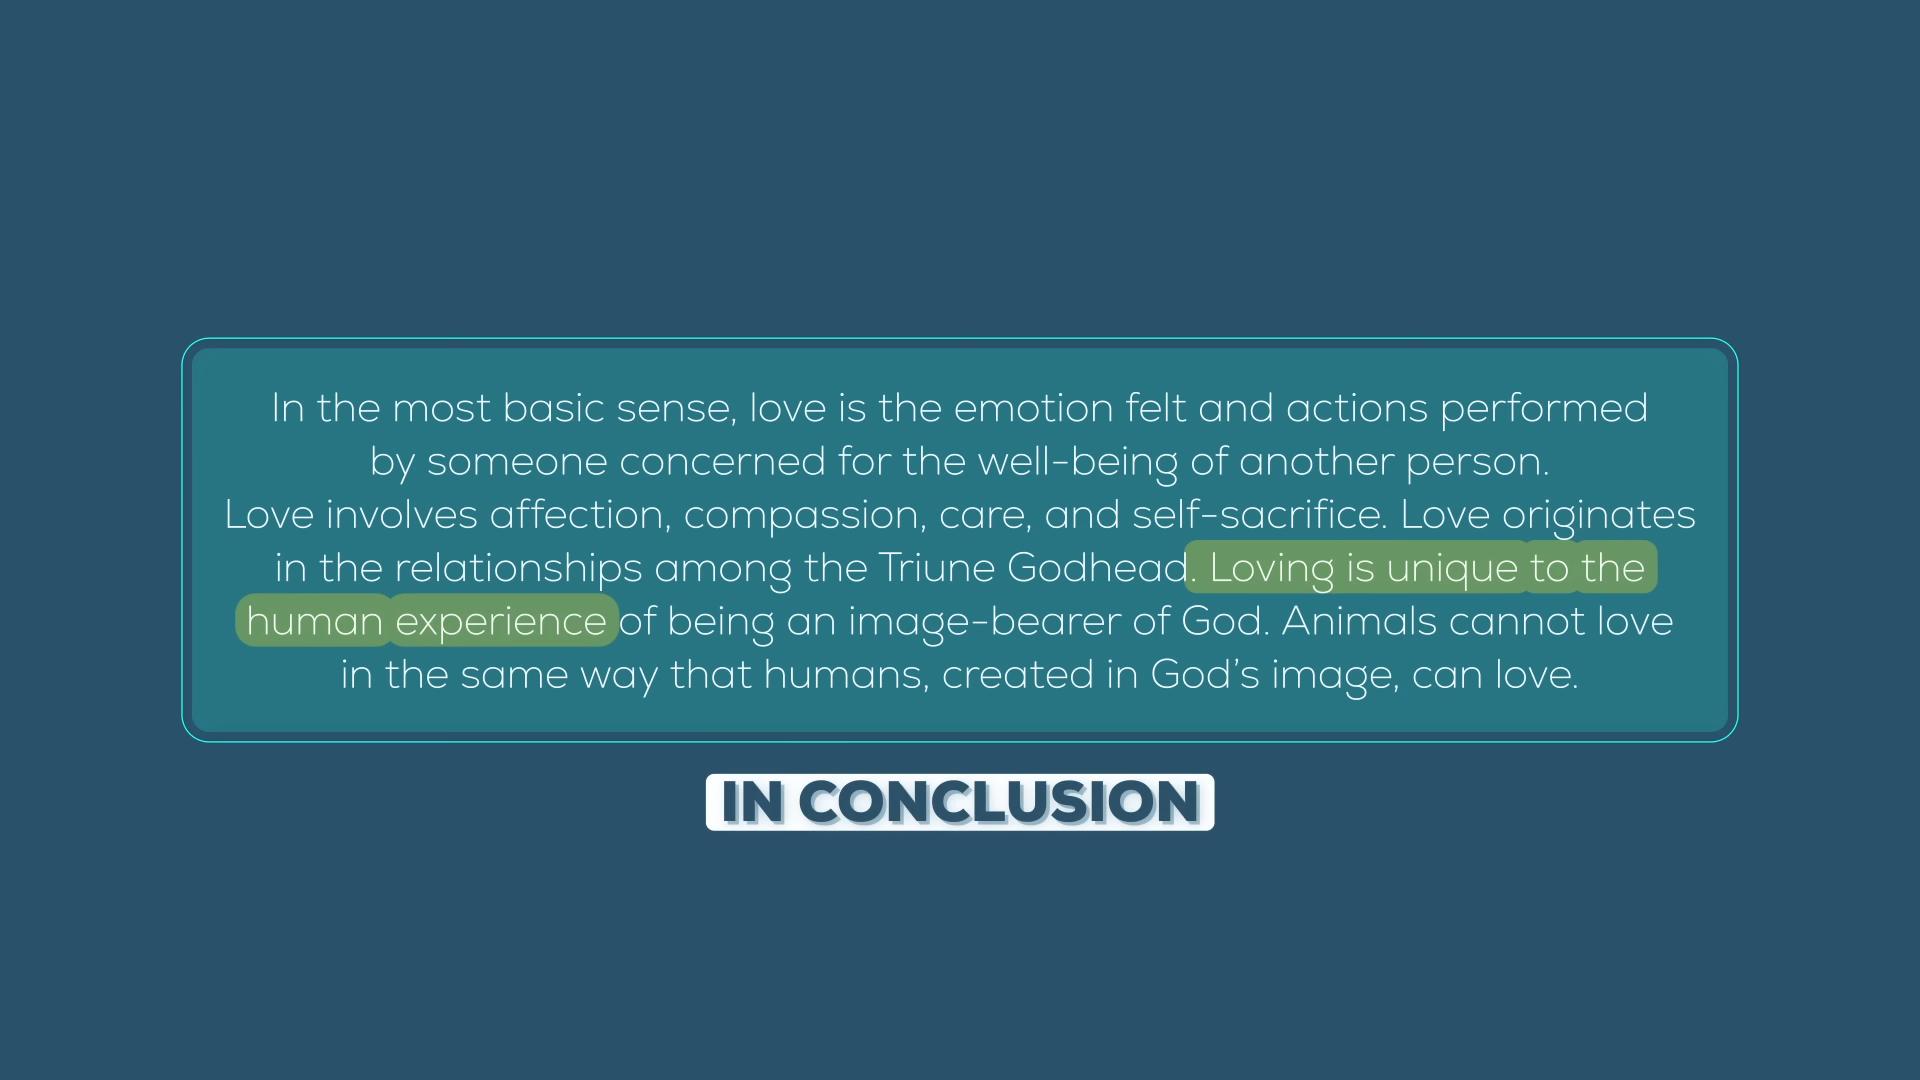 In the most basic sense, love is the emotion felt and actions performed
by someone concerned for the well-being of another person.
Love involves affection, compassion, care, and self-sacrifice. Love originates
in the relationships among the Triune Godhead. Loving is unique to the
human experience of being an image-bearer of God. Animals cannot love
in the same way that humans, created in God’s image, can love.
IN CONCLUSION